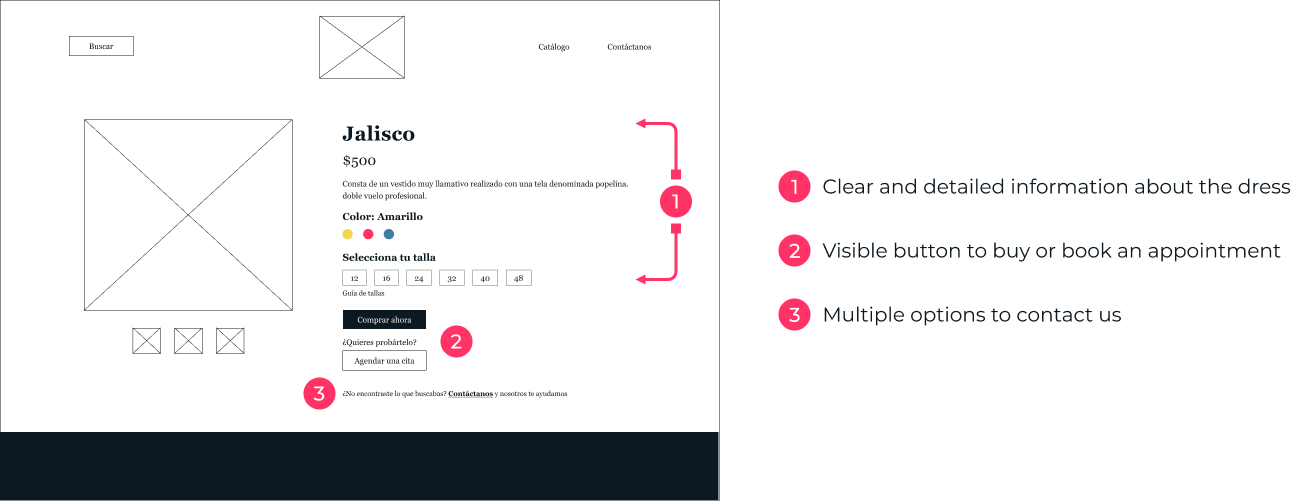 Buscar
Catálogo
Contáctanos
Jalisco
$500
Consta de un vestido muy llamativo realizado con una tela denominada popelina.
doble vuelo profesional.
Color: Amarillo
Selecciona tu talla
12 16 24 32 40 48
Guía de tallas
Comprar ahora
¿Quieres probártelo?
Agendar una cita
¿No encontraste lo que buscabas? Contáctanos y nosotros te ayudamos
1
2
3
1 Clear and detailed information about the dress
2 Visible button to buy or book an appointment
3 Multiple options to contact us